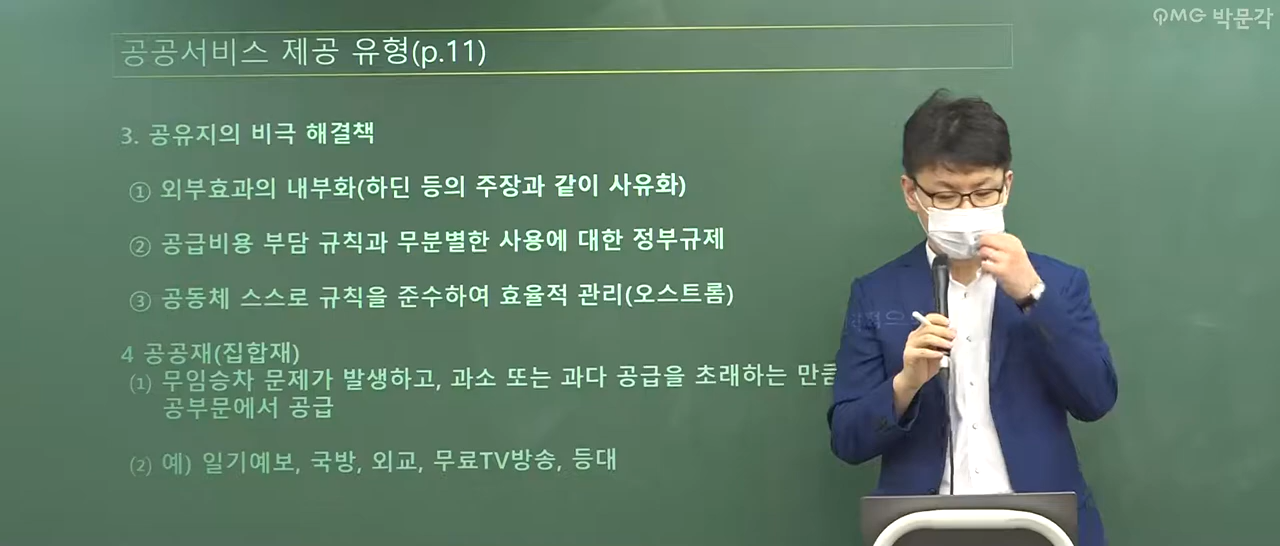 PMG 박문각
공공서비스 제공 유형(p.11)
3. 공유지의 비극 해결책
① 외부효과의 내부화(하딘 등의 주장과 같이 사유화)
② 공급비용 부담 규칙과 무분별한 사용에 대한 정부규제
③ 공동체 스스로 규칙을 준수하여 효율적 관리(오스트롬)
4 공공재(집합재)
(1) 무임승차 문제가 발생하고, 과소 또는 과다 공급을 초래하는 만큼
공부문에서 공급
(2) 예) 일기예보, 국방, 외교, 무료TV방송, 등대